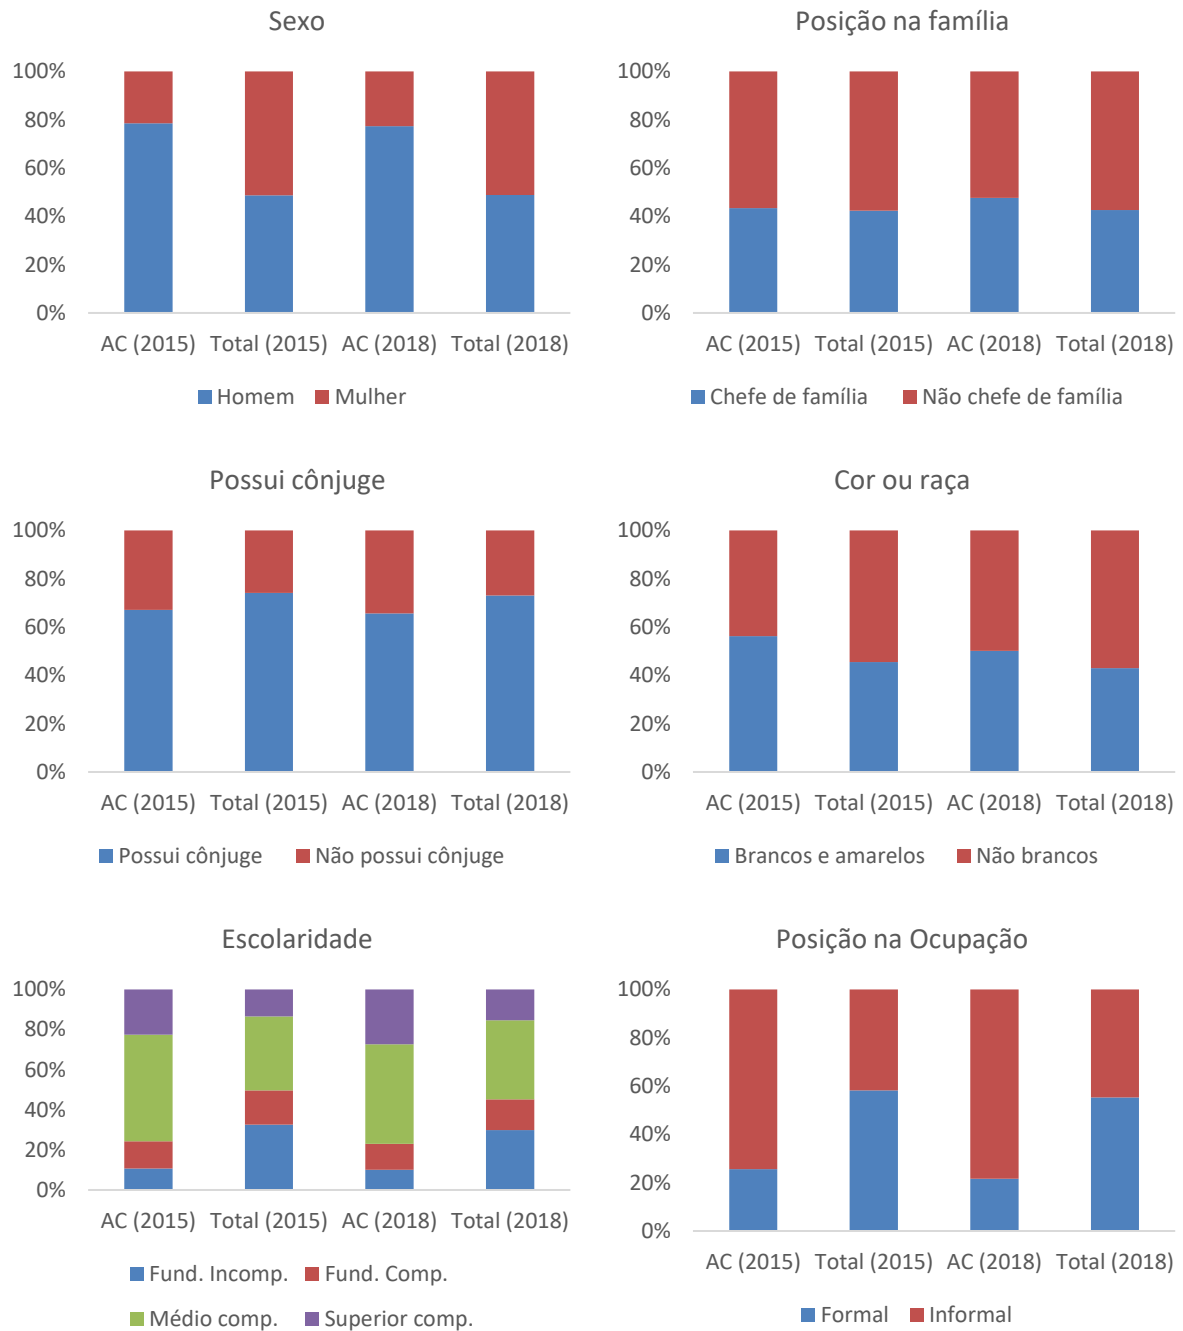 Sexo
100%
80%
60%
40%
20%
0%
AC (2015) Total (2015) AC (2018) Total (2018)
Homem Mulher
Posição na família
100%
80%
60%
40%
20%
0%
AC (2015) Total (2015) AC (2018) Total (2018)
Chefe de família Não chefe de família
Possui cônjuge
100%
80%
60%
40%
20%
0%
AC (2015) Total (2015) AC (2018) Total (2018)
Possui cônjuge Não possui cônjuge
Cor ou raça
100%
80%
60%
40%
20%
0%
AC (2015) Total (2015) AC (2018) Total (2018)
Brancos e amarelos Não brancos
Escolaridade
100%
80%
60%
40%
20%
0%
AC (2015) Total (2015) AC (2018) Total (2018)
Fund. Incomp. Fund. Comp.
Médio comp. Superior comp.
Posição na Ocupação
100%
80%
60%
40%
20%
0%
AC (2015) Total (2015) AC (2018) Total (2018)
Formal Informal